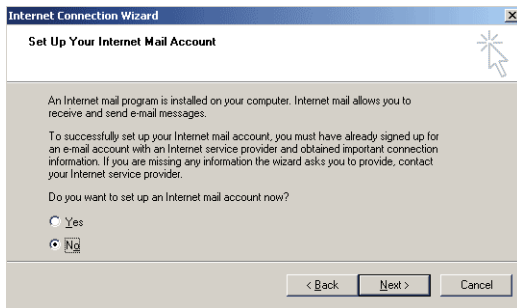 Internet Connection Wizard
Set Up Your Internet Mail Account
An Internet mail program is installed on your computer. Internet mail allows you to
receive and send e-mail messages.
To successfully set up your Internet mail account, you must have already signed up for
an e-mail account with an Internet service provider and obtained important connection
information. If you are missing any information the wizard asks you to provide, contact
your Internet service provider.
Do you want to set up an Internet mail account now?
Yes
No
< Back Next > Cancel